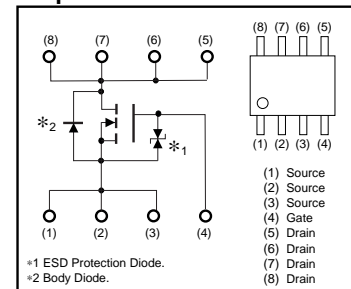 (8) (7) (6) (5)
(8) (7) (6) (5)
∗2
∗1
(1) (2) (3) (4)
(1) (2) (3) (4)
(1) Source
(2) Source
(3) Source
(4) Gate
(5) Drain
(6) Drain
(7) Drain
(8) Drain
∗1 ESD Protection Diode.
∗2 Body Diode.